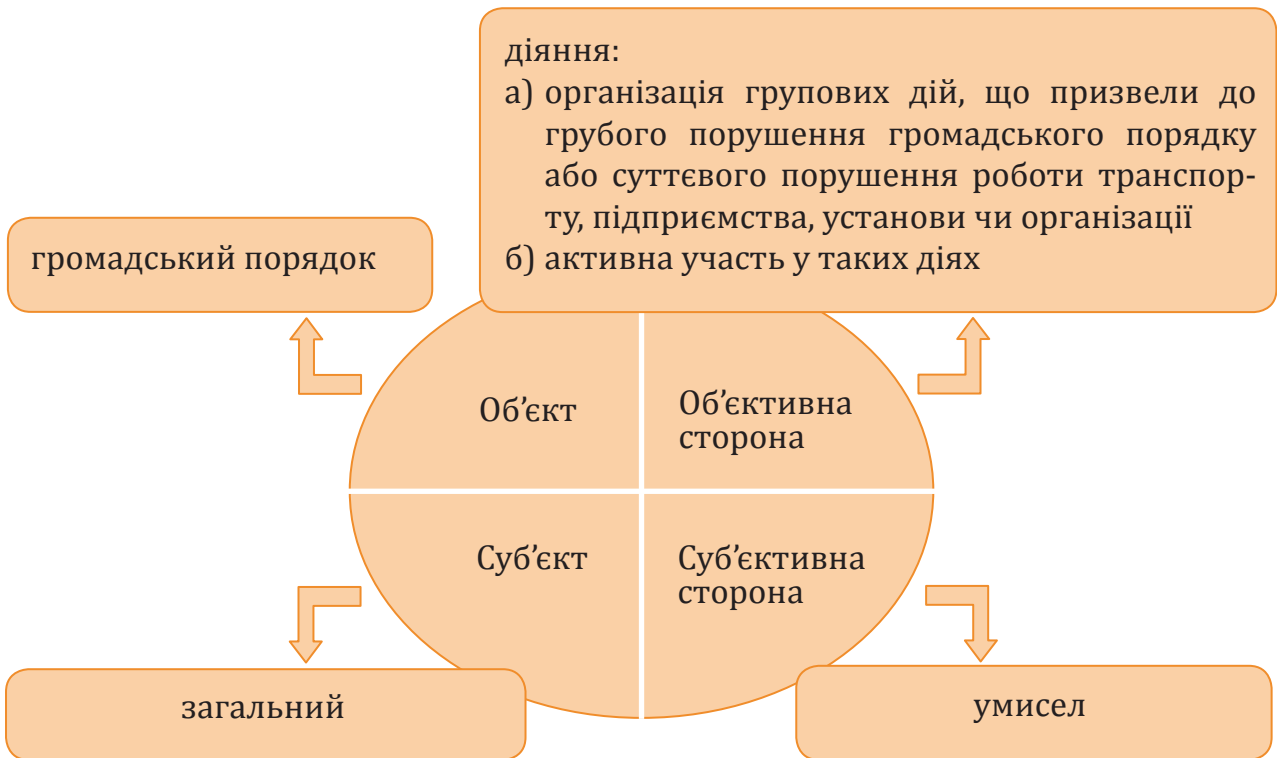 діяння:
а) організація групових дій, що призвели до
грубого порушення громадського порядку
або суттєвого порушення роботи транспор-
ту, підприємства, установи чи організації
б) активна участь у таких діях
громадський порядок
Об’єкт
Об’єктивна
сторона
Суб’єкт
Суб’єктивна
сторона
загальний
умисел